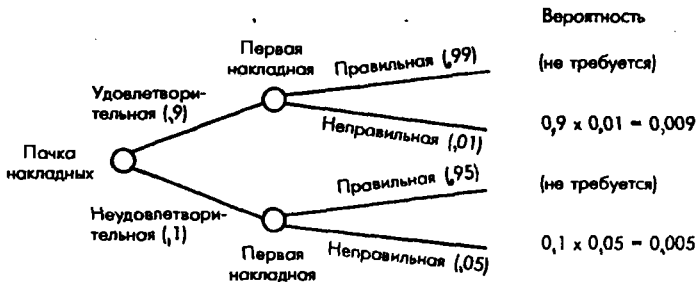 Вероятность
Первая
накладная
Правильная (,99)
(не требуется)
Удовлетвори-
тельная (,9)
Неправильная (,01)
0,9 x 0,01 = 0,009
Пачка
накладных
Правильная (,95)
(не требуется)
Неудовлетвори-
тельная (,1)
Первая
накладная
Неправильная (,05)
0,1 x 0,05 = 0,005